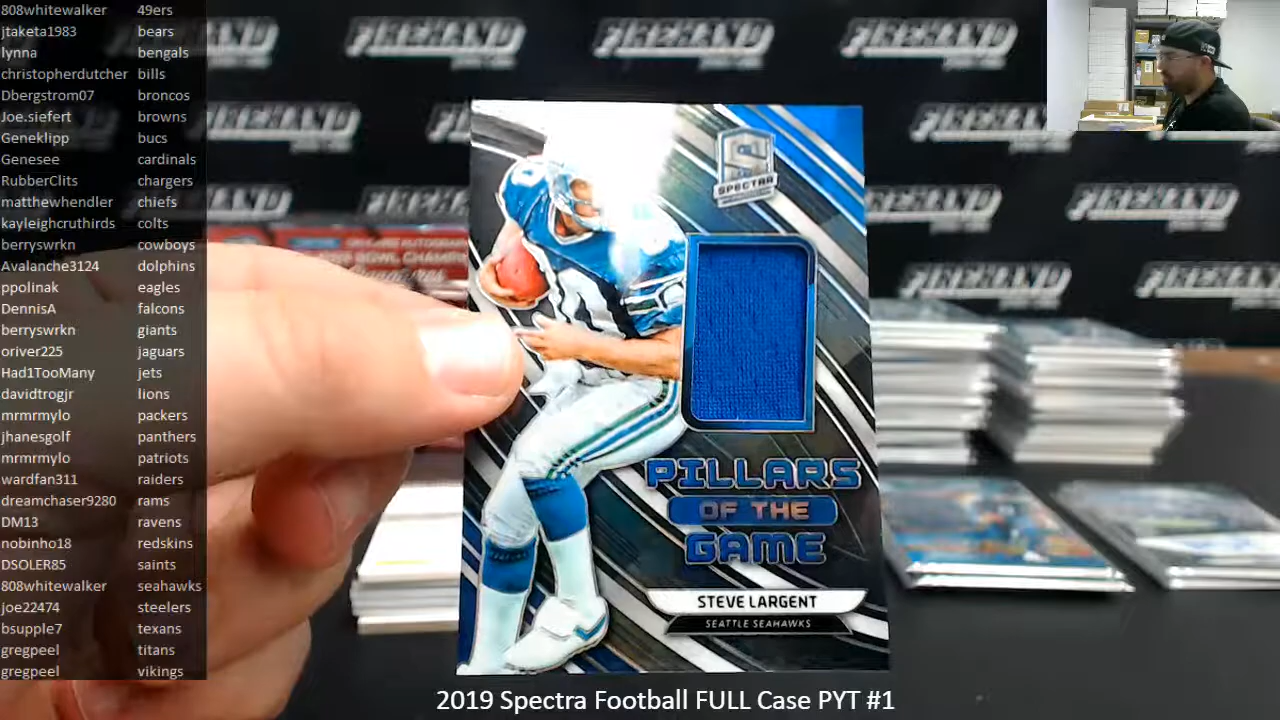 808whitewalker 49ers
jtaketa1983 bears
lynna bengals
christopherdutcher bills
Dbergstrom07 broncos
Joe.siefert browns
Geneklipp bucs
Genesee cardinals
RubberClits chargers
matthewhendler chiefs
kayleighcruthirds colts
berryswrkn cowboys
Avalanche3124 dolphins
ppolinak eagles
DennisA falcons
berryswrkn giants
oriver225 jaguars
Had1TooMany jets
davidtrogjr lions
mrmrmylo packers
jhanesgolf panthers
mrmrmylo patriots
wardfan311 raiders
dreamchaser9280 rams
DM13 ravens
nobinho18 redskins
DSOLER85 saints
808whitewalker seahawks
joe22474 steelers
bsupple7 texans
gregpeel titans
gregpeel vikings
FIREHAND FIREHAND FIREHAND FIREHAND
SPECTRA
PILLARS
OF THE
GAME
STEVE LARGENT
SEATTLE SEAHAWKS
2019 Spectra Football FULL Case PYT #1